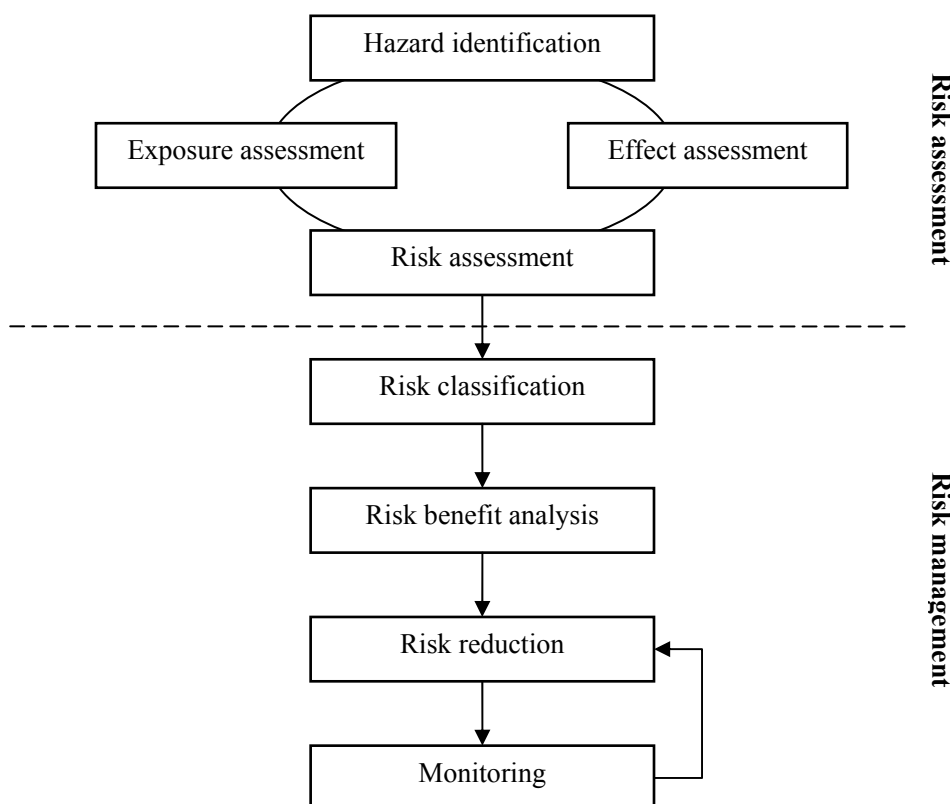 Hazard identification
Exposure assessment
Effect assessment
Risk assessment
Risk assessment
Risk classification
Risk benefit analysis
Risk reduction
Monitoring
Risk management